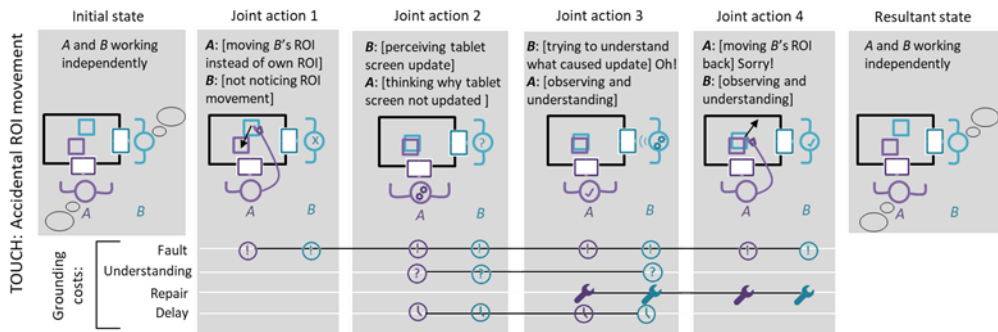 Initial state
Joint action 1
Joint action 2
Joint action 3
Joint action 4
Resultant state
TOUCH: Accidental ROI movement
A and B working
independently
A: [moving B's ROI
instead of own ROI]
B: [not noticing ROI
movement]
B: [perceiving tablet
screen update]
A: [thinking why tablet
screen not updated ]
B: [trying to understand
what caused update] Oh!
A: [observing and
understanding]
A: [moving B's ROI
back] Sorry!
B: [observing and
understanding]
A and B working
independently
X
?
A B
A B
A B
A B
A B
Grounding
costs:
Fault
! ! ! ! ! ! ! !
Understanding
? ? ?
Repair
Delay